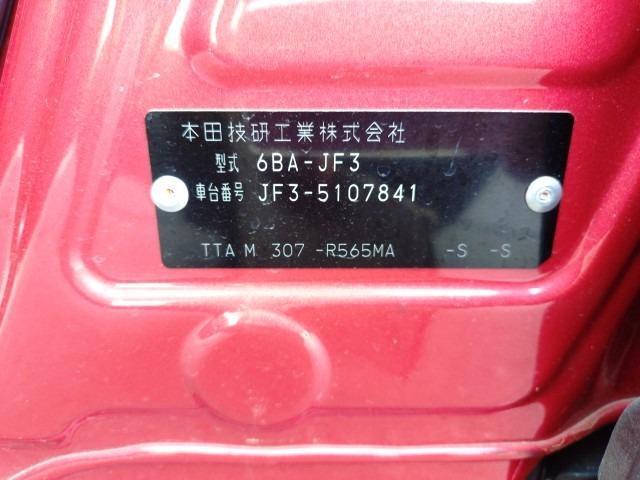 本田技研工業株式会社
型式 6BA-JF3
車台番号 JF3-5107841
TTA M 307 -R565MA -S -S